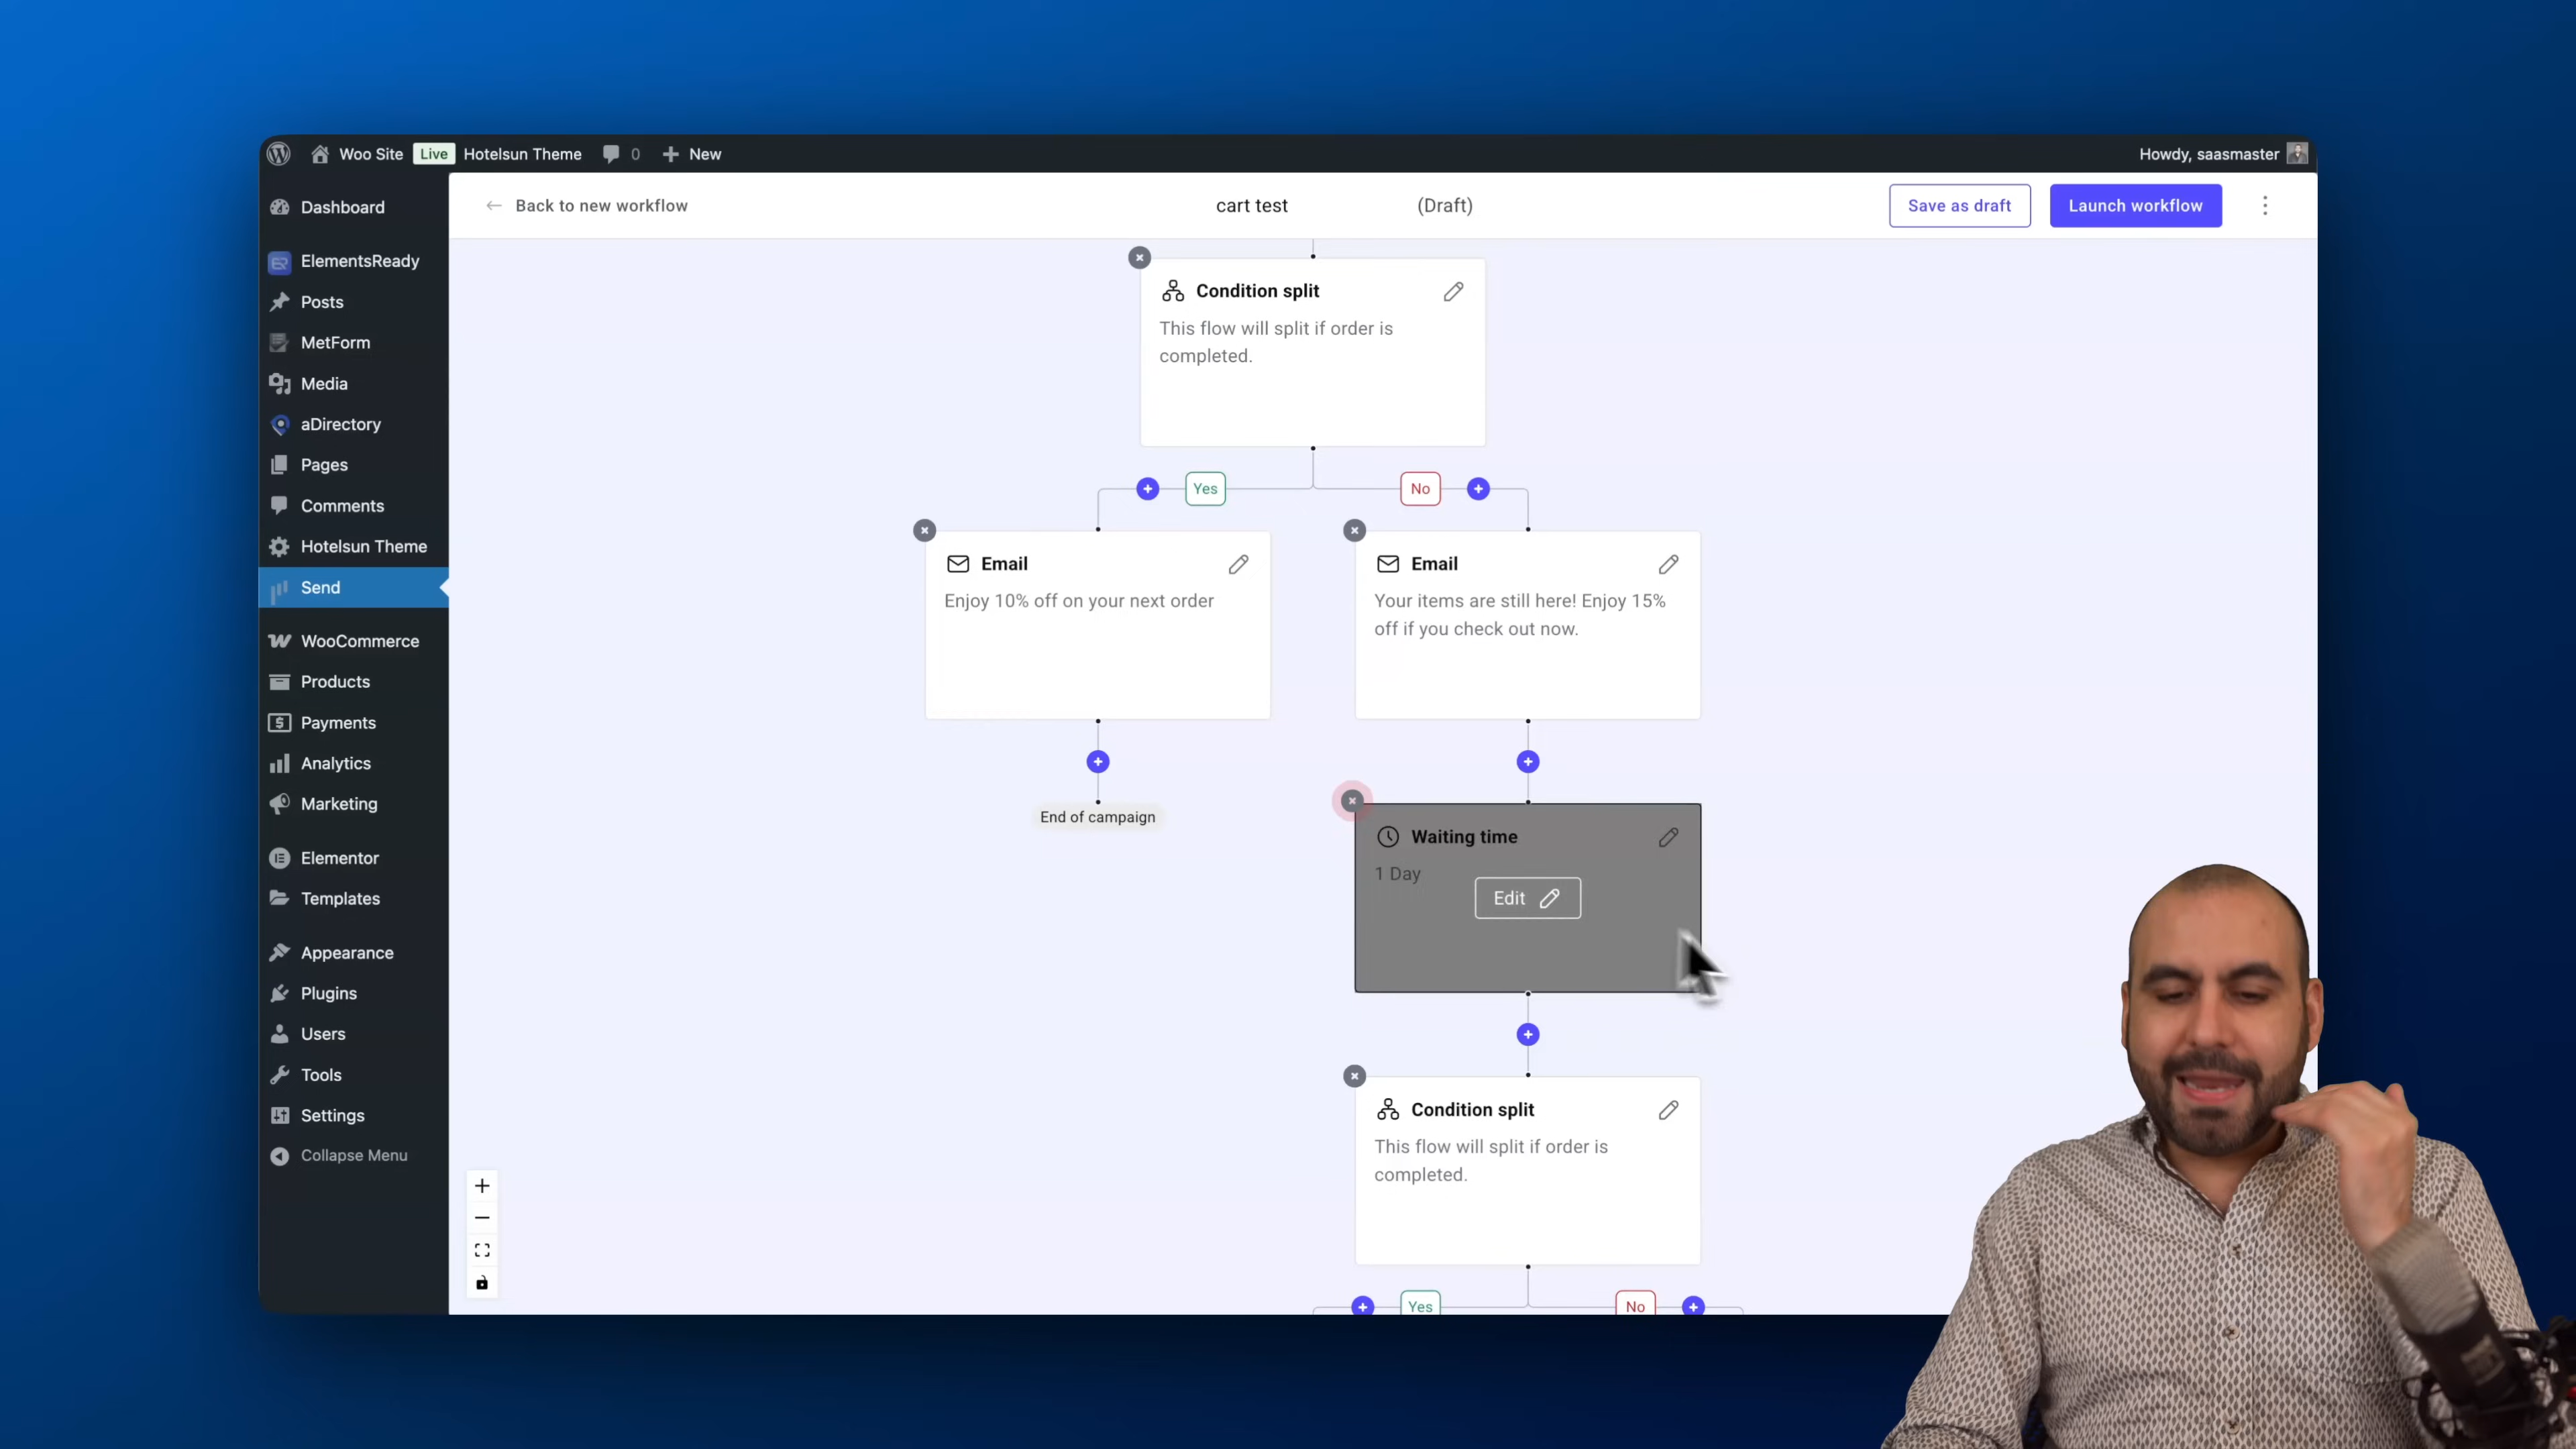 Woo Site Live Hotelsun Theme 0 New
Howdy, saasmaster
Dashboard
ElementsReady
Posts
MetForm
Media
aDirectory
Pages
Comments
Hotelsun Theme
Send
WooCommerce
Products
Payments
Analytics
Marketing
Elementor
Templates
Appearance
Plugins
Users
Tools
Settings
Collapse Menu
Back to new workflow
cart test
(Draft)
Save as draft
Launch workflow
Condition split
This flow will split if order is
completed.
Yes
No
Email
Enjoy 10% off on your next order
Email
Your items are still here! Enjoy 15%
off if you check out now.
End of campaign
Waiting time
1 Day
Edit
Condition split
This flow will split if order is
completed.
Yes
No